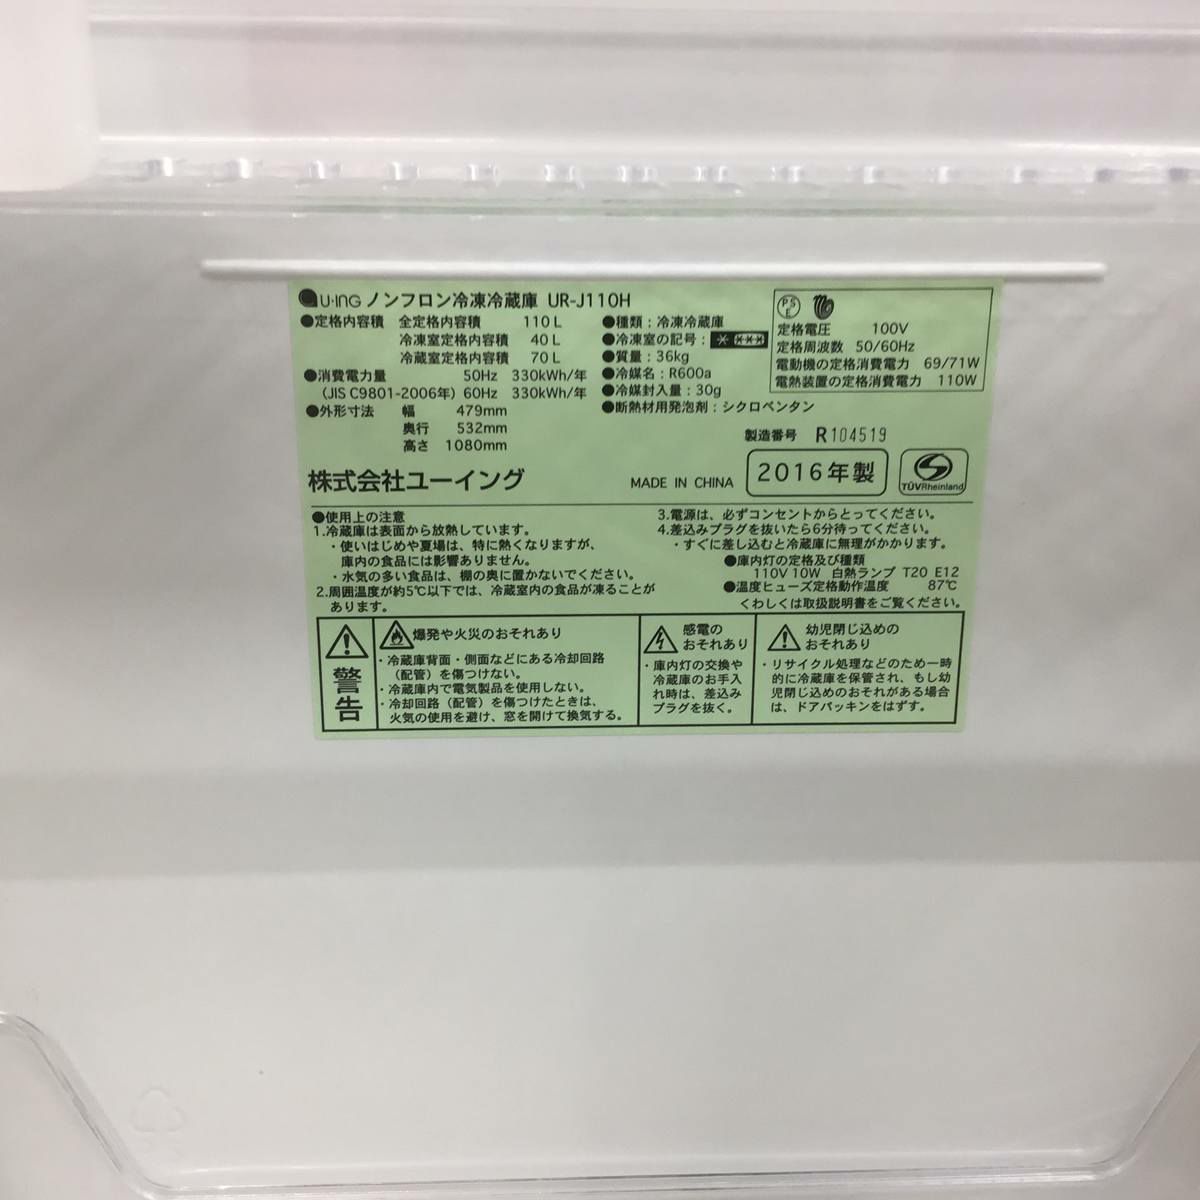 U-ING ノンフロン冷凍冷蔵庫 UR-J110H
●定格内容積 全定格内容積 110 L
冷凍室定格内容積 40 L
冷蔵室定格内容積 70 L
●消費電力量 50Hz 330kWh/年
(JIS C9801-2006年) 60Hz 330kWh/年
●外形寸法 幅 479mm
奥行 532mm
高さ 1080mm
●種類：冷凍冷蔵庫
●冷凍室の記号：
●質量：36kg
●冷媒名：R600a
●冷媒封入量：30g
●断熱材用発泡剤：シクロペンタン
PSE
定格電圧 100V
定格周波数 50/60Hz
電動機の定格消費電力 69/71W
電熱装置の定格消費電力 110W
製造番号 R104519
株式会社ユーイング
MADE IN CHINA
2016年製
TÜVRheinland
●使用上の注意
1.冷蔵庫は表面から放熱しています。
・使いはじめや夏場は、特に熱くなりますが、
庫内の食品には影響ありません。
・水気の多い食品は、棚の奥に置かないでください。
2.周囲温度が約5℃以下では、冷蔵室内の食品が凍ることが
あります。
3.電源は、必ずコンセントからとってください。
4.差込みプラグを抜いたら6分待ってください。
・すぐに差し込むと冷蔵庫に無理がかかります。
●庫内灯の定格及び種類
110V 10W 白熱ランプ T20 E12
●温度ヒューズ定格動作温度 87℃
くわしくは取扱説明書をご覧ください。
警告
爆発や火災のおそれあり
・冷蔵庫背面・側面などにある冷却回路
（配管）を傷つけない。
・冷蔵庫内で電気製品を使用しない。
・冷却回路（配管）を傷つけたときは、
火気の使用を避け、窓を開けて換気する。
感電の
おそれあり
・庫内灯の交換や
冷蔵庫のお手入
れ時は、差込み
プラグを抜く。
幼児閉じ込めの
おそれあり
・リサイクル処理などのため一時
的に冷蔵庫を保管され、もし幼
児閉じ込めのおそれがある場合
は、ドアパッキンをはずす。